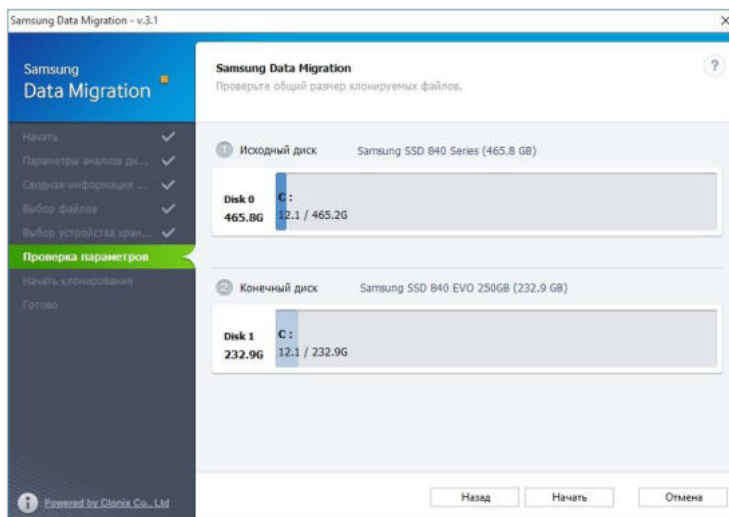 Samsung Data Migration - v.3.1
Samsung
Data Migration
Начать
Параметры анализа ди...
Сводная информация ...
Выбор файлов
Выбор устройства хран...
Проверка параметров
Начать клонирование
Готово
Powered by Clonix Co., Ltd
Samsung Data Migration
?
Проверьте общий размер клонируемых файлов.
1 Исходный диск Samsung SSD 840 Series (465.8 GB)
Disk 0
465.8G
C :
12.1 / 465.2G
2 Конечный диск Samsung SSD 840 EVO 250GB (232.9 GB)
Disk 1
232.9G
C :
12.1 / 232.9G
Назад Начать Отмена